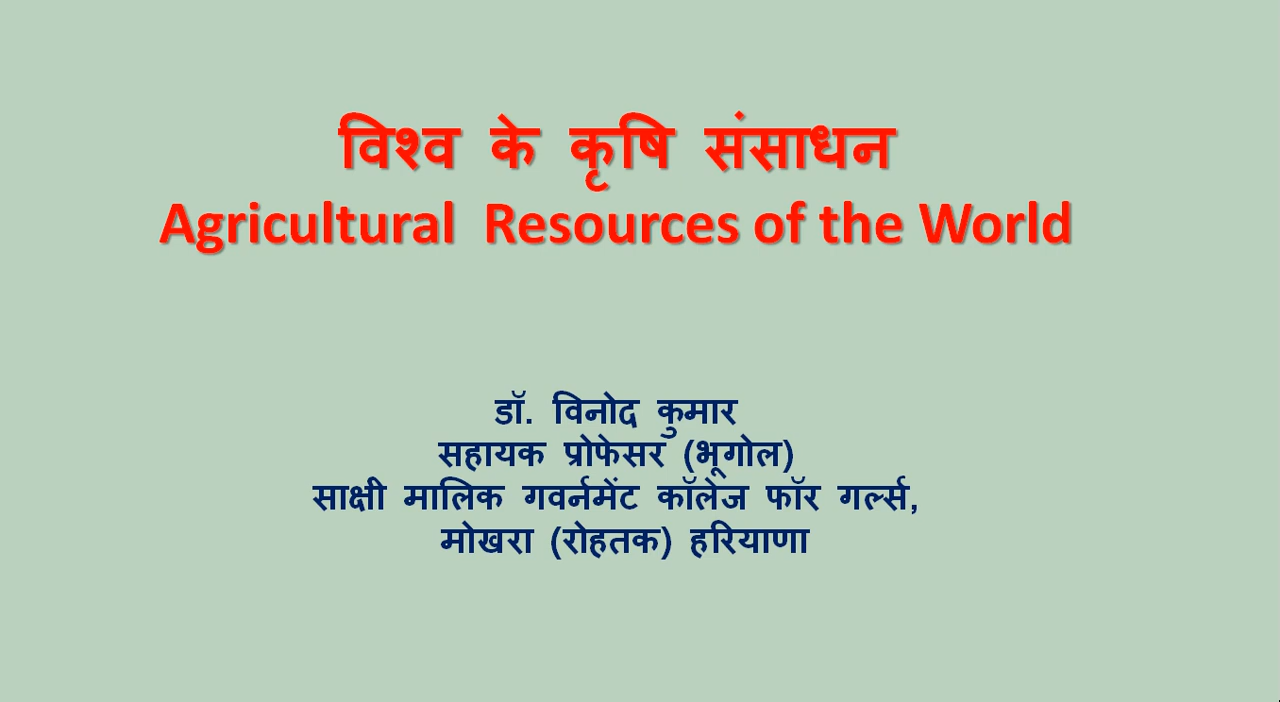 विश्व के कृषि संसाधन
Agricultural Resources of the World
डॉ. विनोद कुमार
सहायक प्रोफेसर (भूगोल)
साक्षी मालिक गवर्नमेंट कॉलेज फॉर गर्ल्स,
मोखरा (रोहतक) हरियाणा